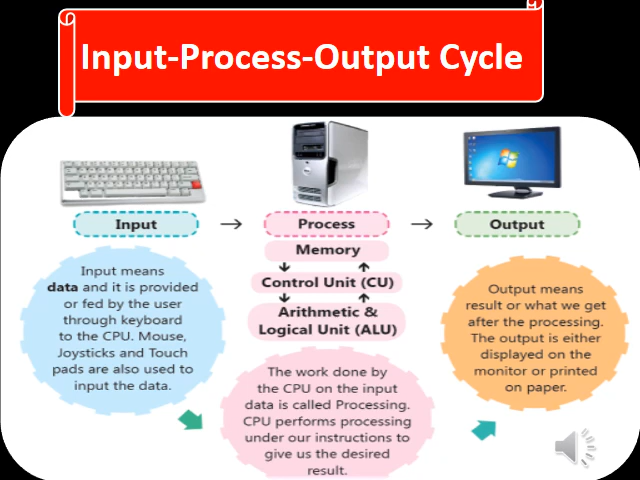 Input-Process-Output Cycle
Input → Process → Output
Memory
Control Unit (CU)
Arithmetic &
Logical Unit (ALU)
Input means
data and it is provided
or fed by the user
through keyboard
to the CPU. Mouse,
Joysticks and Touch
pads are also used to
input the data.
The work done by
the CPU on the input
data is called Processing.
CPU performs processing
under our instructions to
give us the desired
result.
Output means
result or what we get
after the processing.
The output is either
displayed on the
monitor or printed
on paper.